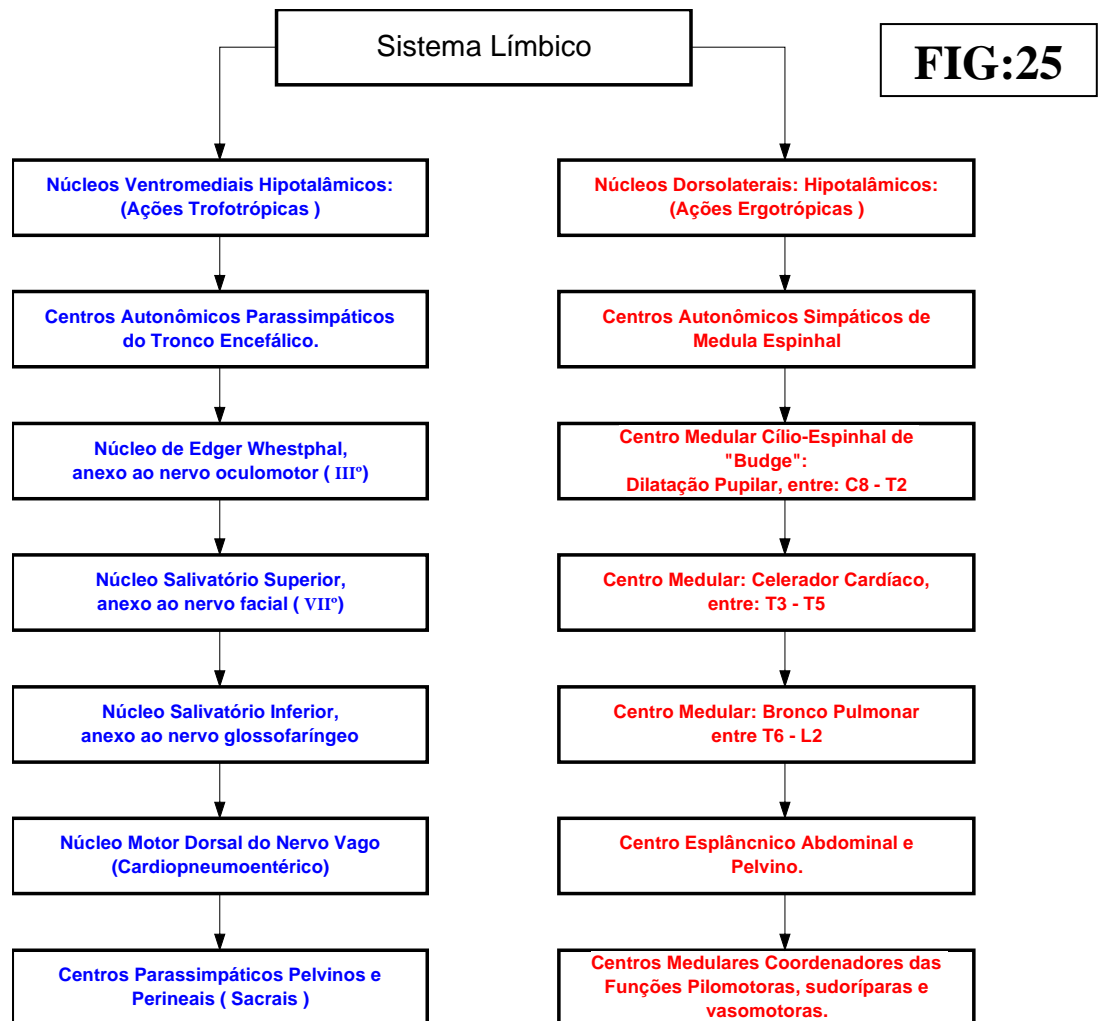 Sistema Límbico
FIG:25
Núcleos Ventromediais Hipotalâmicos:
(Ações Trofotrópicas )
Núcleos Dorsolaterais: Hipotalâmicos:
(Ações Ergotrópicas )
Centros Autonômicos Parassimpáticos
do Tronco Encefálico.
Centros Autonômicos Simpáticos de
Medula Espinhal
Núcleo de Edger Whestphal,
anexo ao nervo oculomotor ( IIIº)
Centro Medular Cílio-Espinhal de
"Budge":
Dilatação Pupilar, entre: C8 - T2
Núcleo Salivatório Superior,
anexo ao nervo facial ( VIIº)
Centro Medular: Celerador Cardíaco,
entre: T3 - T5
Núcleo Salivatório Inferior,
anexo ao nervo glossofaríngeo
Centro Medular: Bronco Pulmonar
entre T6 - L2
Núcleo Motor Dorsal do Nervo Vago
(Cardiopneumoentérico)
Centro Esplâncnico Abdominal e
Pelvino.
Centros Parassimpáticos Pelvinos e
Perineais ( Sacrais )
Centros Medulares Coordenadores das
Funções Pilomotoras, sudoríparas e
vasomotoras.